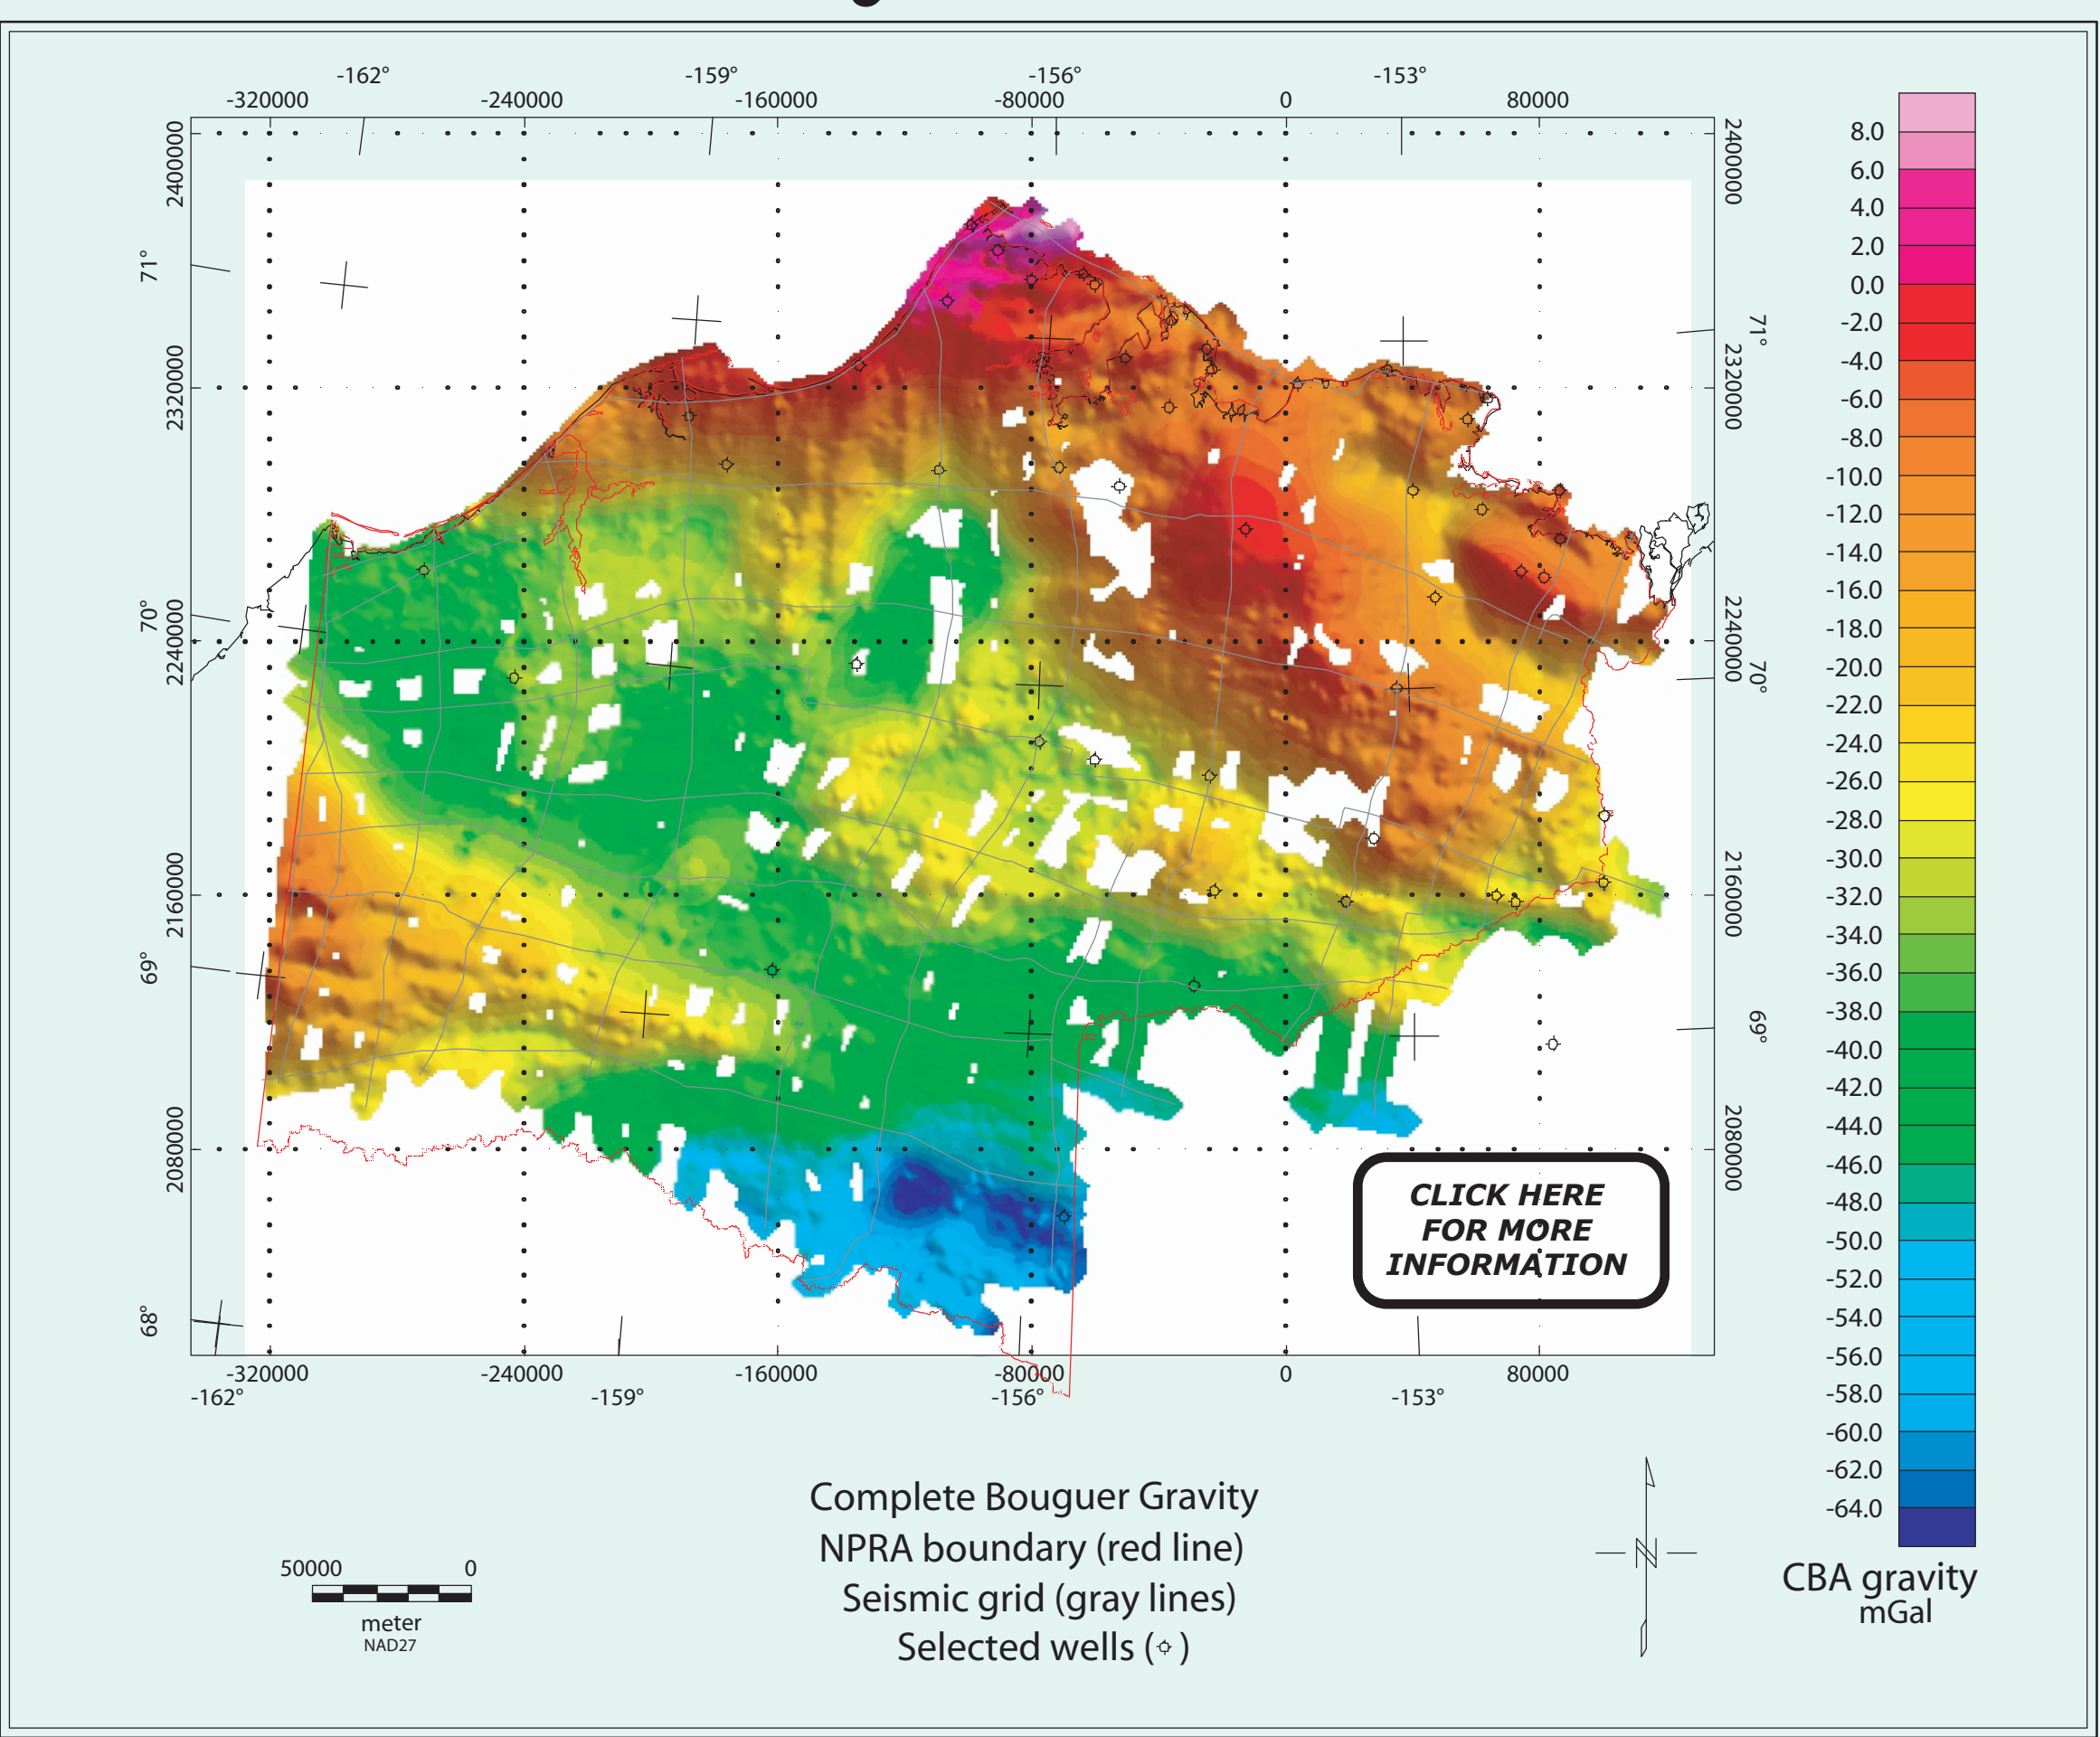 -162° -159° -156° -153°
-320000 -240000 -160000 -80000 0 80000
2400000 2400000
71° 71°
2320000 2320000
70° 70°
2240000 2240000
2160000 2160000
69° 69°
2080000 2080000
68°
CLICK HERE
FOR MORE
INFORMATION
-320000 -240000 -160000 -80000 0 80000
-162° -159° -156° -153°
8.0
6.0
4.0
2.0
0.0
-2.0
-4.0
-6.0
-8.0
-10.0
-12.0
-14.0
-16.0
-18.0
-20.0
-22.0
-24.0
-26.0
-28.0
-30.0
-32.0
-34.0
-36.0
-38.0
-40.0
-42.0
-44.0
-46.0
-48.0
-50.0
-52.0
-54.0
-56.0
-58.0
-60.0
-62.0
-64.0
CBA gravity
mGal
Complete Bouguer Gravity
NPRA boundary (red line)
Seismic grid (gray lines)
Selected wells ( )
50000 0
meter
NAD27
N